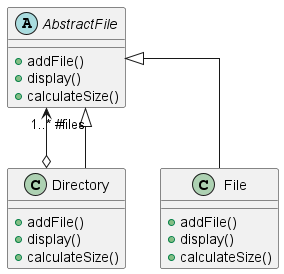 A AbstractFile
addFile()
display()
calculateSize()
1..* #files
C Directory
addFile()
display()
calculateSize()
C File
addFile()
display()
calculateSize()